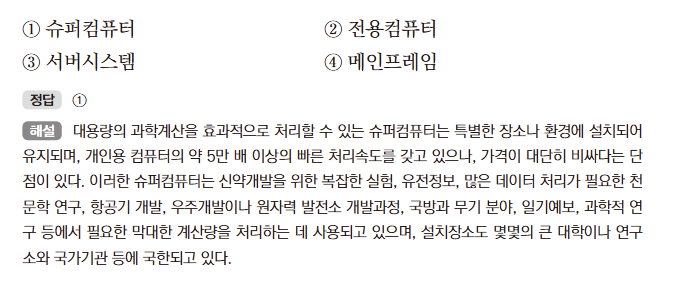 ① 슈퍼컴퓨터 ② 전용컴퓨터
③ 서버시스템 ④ 메인프레임
정답 ①
해설 대용량의 과학계산을 효과적으로 처리할 수 있는 슈퍼컴퓨터는 특별한 장소나 환경에 설치되어
유지되며, 개인용 컴퓨터의 약 5만 배 이상의 빠른 처리속도를 갖고 있으나, 가격이 대단히 비싸다는 단
점이 있다. 이러한 슈퍼컴퓨터는 신약개발을 위한 복잡한 실험, 유전정보, 많은 데이터 처리가 필요한 천
문학 연구, 항공기 개발, 우주개발이나 원자력 발전소 개발과정, 국방과 무기 분야, 일기예보, 과학적 연
구 등에서 필요한 막대한 계산량을 처리하는 데 사용되고 있으며, 설치장소도 몇몇의 큰 대학이나 연구
소와 국가기관 등에 국한되고 있다.